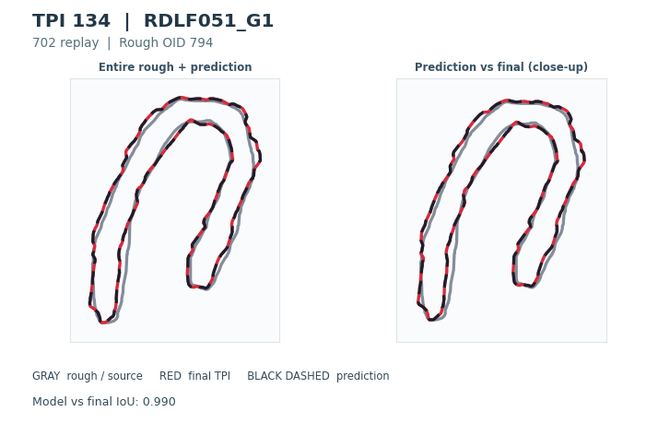 TPI 134 | RDLF051_G1
702 replay | Rough OID 794
Entire rough + prediction
Prediction vs final (close-up)
GRAY rough / source RED final TPI BLACK DASHED prediction
Model vs final IoU: 0.990